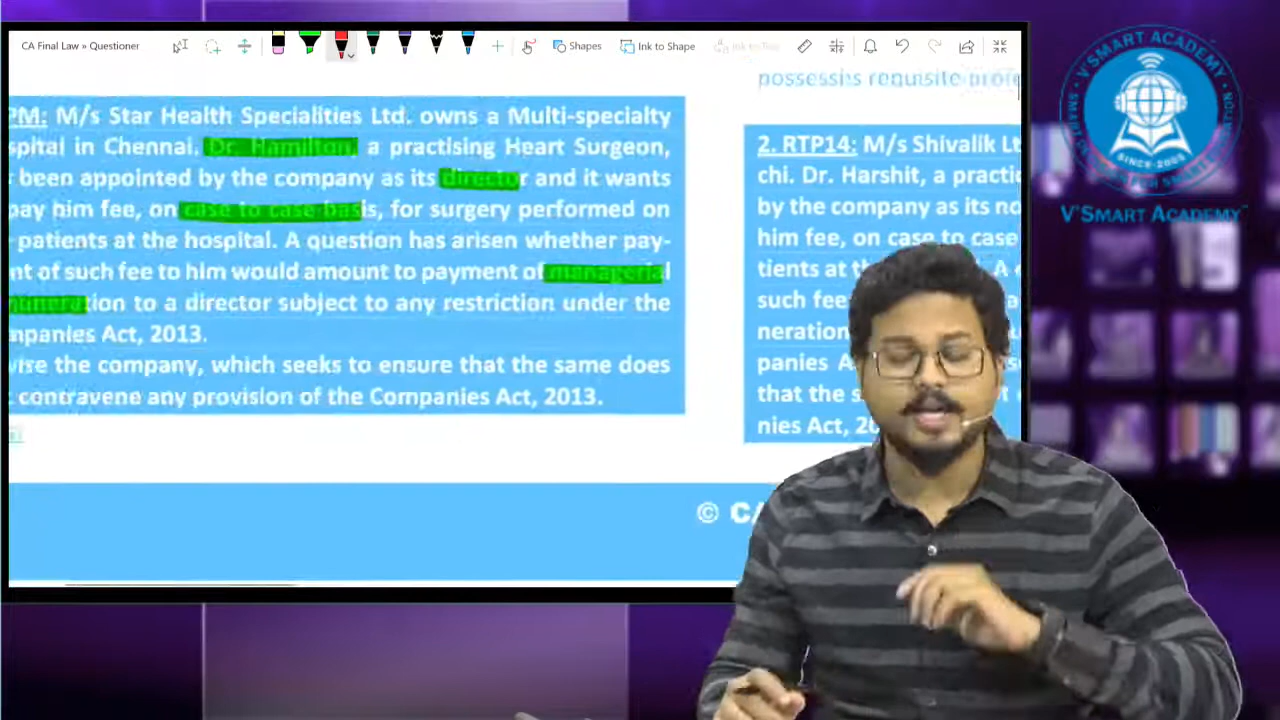 CA Final Law » Questioner
Shapes
Ink to Shape
possesses requisite
PM: M/s Star Health Specialities Ltd. owns a Multi-specialty
spital in Chennai. Dr. Hamilton, a practising Heart Surgeon,
been appointed by the company as its director and it wants
pay him fee, on case to case basis, for surgery performed on
patients at the hospital. A question has arisen whether pay-
nt of such fee to him would amount to payment of managerial
muneration to a director subject to any restriction under the
mpanies Act, 2013.
vise the company, which seeks to ensure that the same does
contravene any provision of the Companies Act, 2013.
2. RTP14: M/s Shivalik Lt
chi. Dr. Harshit, a practic
by the company as its no
him fee, on case to case
tients at th
such fee
neration
panies A
that the s
nies Act, 20
© CA
V'SMART ACADEMY
SINCE-2005
V'SMART ACADEMY